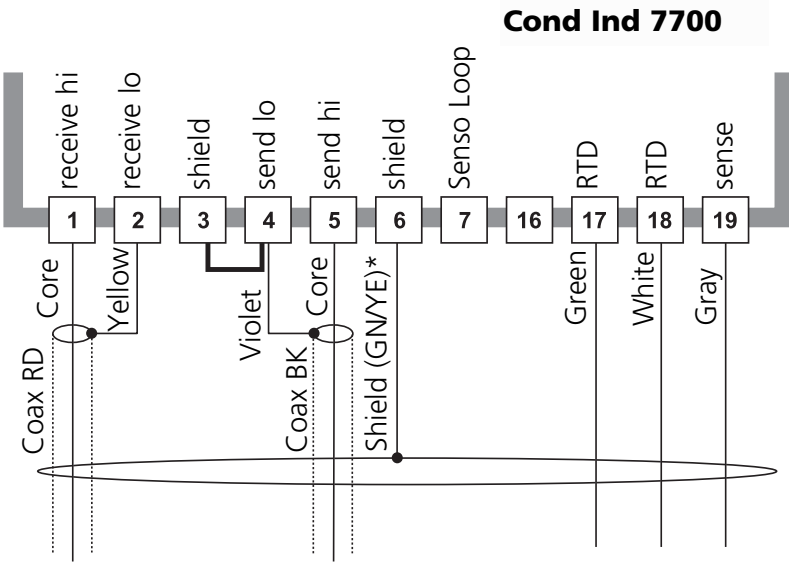 Cond Ind 7700
receive hi
receive lo
shield
send lo
send hi
shield
Senso Loop
RTD
RTD
sense
1
2
3
4
5
6
7
16
17
18
19
Core
Yellow
Violet
Core
Shield (GN/YE)*
Green
White
Gray
Coax RD
Coax BK